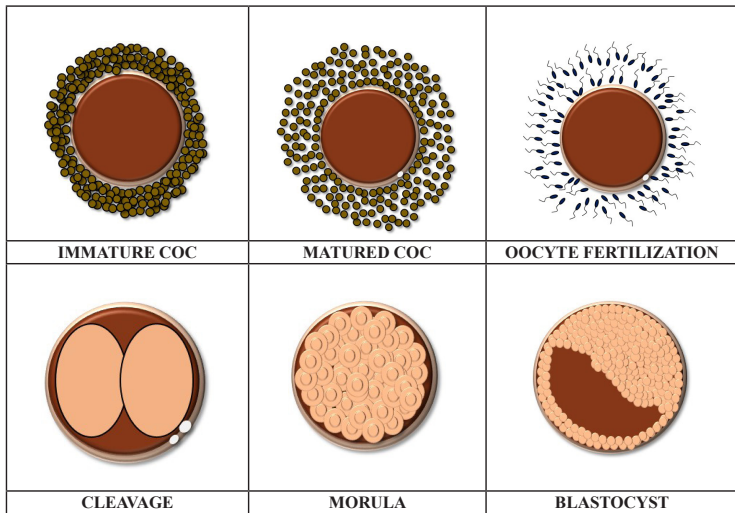 IMMATURE COC
MATURED COC
OOCYTE FERTILIZATION
CLEAVAGE
MORULA
BLASTOCYST